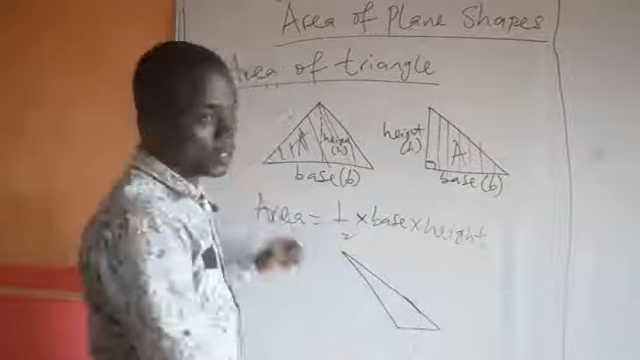 Area of Plane Shapes
Area of triangle
height (h)
A
base (b)
height (h)
A
base (b)
Area = 1/2 × base × height